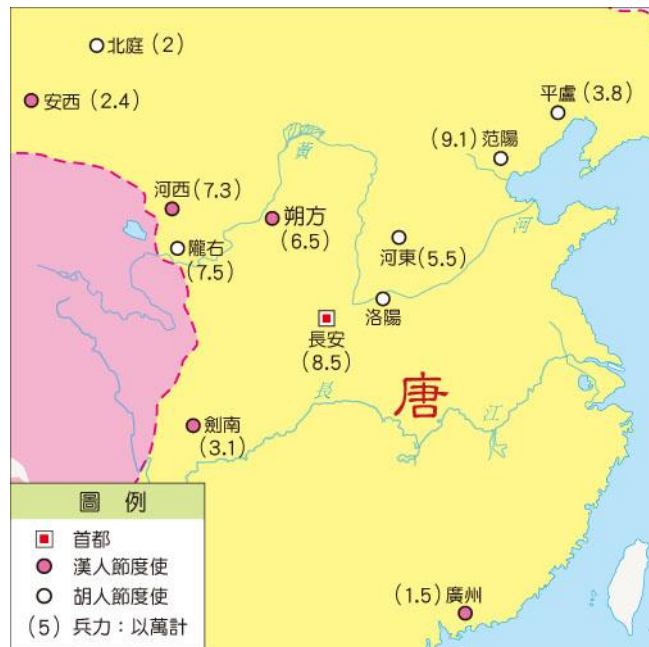 北庭(2)
安西(2.4)
平盧(3.8)
(9.1)范陽
黃
河西(7.3)
朔方
(6.5)
河
隴右
(7.5)
河東(5.5)
洛陽
長安
(8.5)
長
唐
江
劍南
(3.1)
圖例
首都
漢人節度使
胡人節度使
(5) 兵力：以萬計
(1.5)廣州